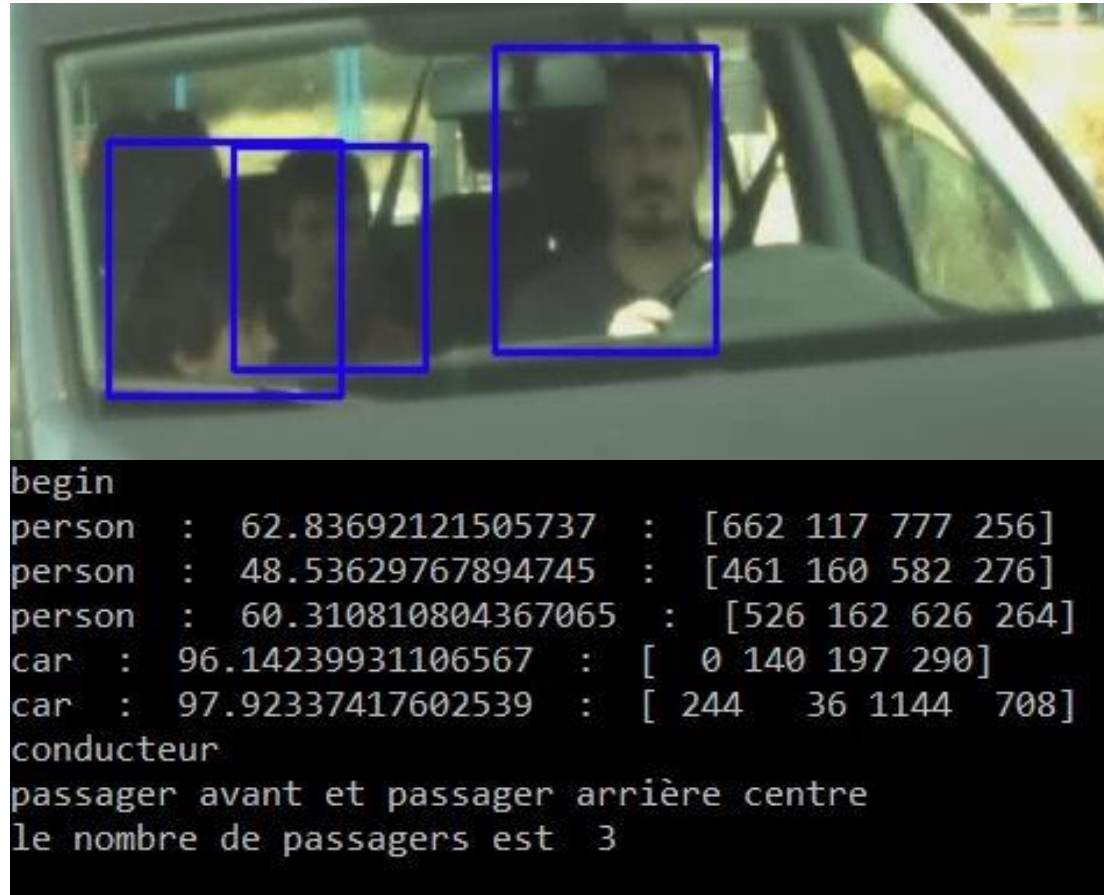 begin
person  :  62.83692121505737  :  [662 117 777 256]
person  :  48.53629767894745  :  [461 160 582 276]
person  :  60.310810804367065  :  [526 162 626 264]
car  :  96.14239931106567  :  [  0 140 197 290]
car  :  97.92337417602539  :  [ 244   36 1144  708]
conducteur
passager avant et passager arrière centre
le nombre de passagers est  3